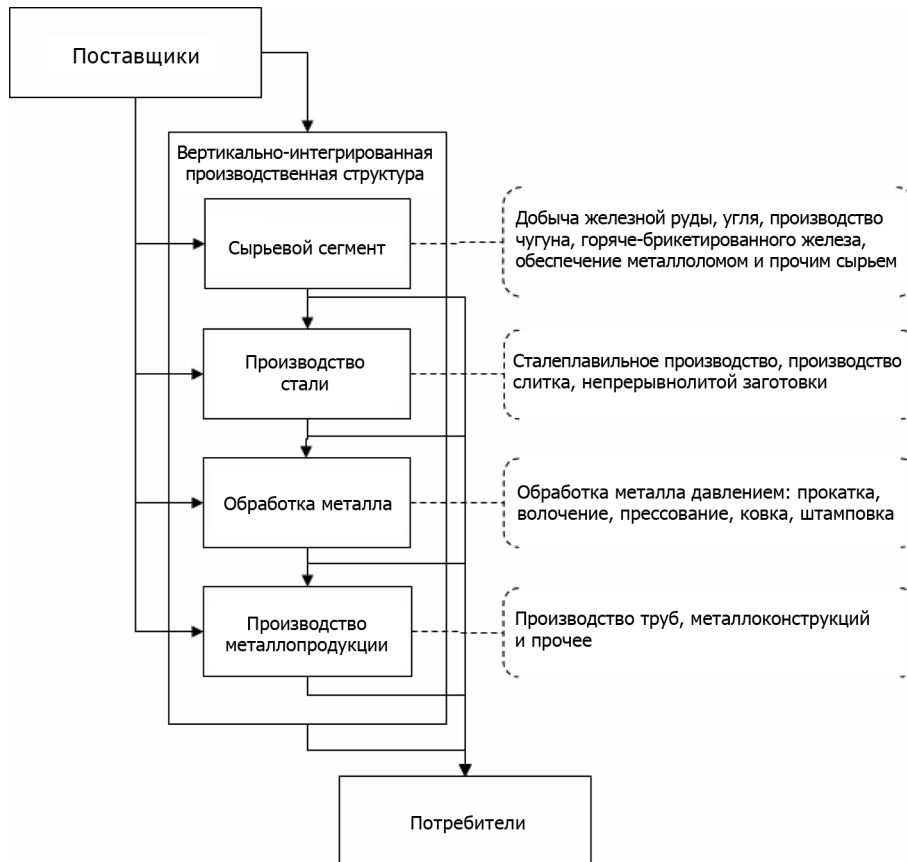 Поставщики
Вертикально-интегрированная
производственная структура
Сырьевой сегмент
Добыча железной руды, угля, производство
чугуна, горяче-брикетированного железа,
обеспечение металлоломом и прочим сырьем
Производство
стали
Сталеплавильное производство, производство
слитка, непрерывнолитой заготовки
Обработка металла
Обработка металла давлением: прокатка,
волочение, прессование, ковка, штамповка
Производство
металлопродукции
Производство труб, металлоконструкций
и прочее
Потребители